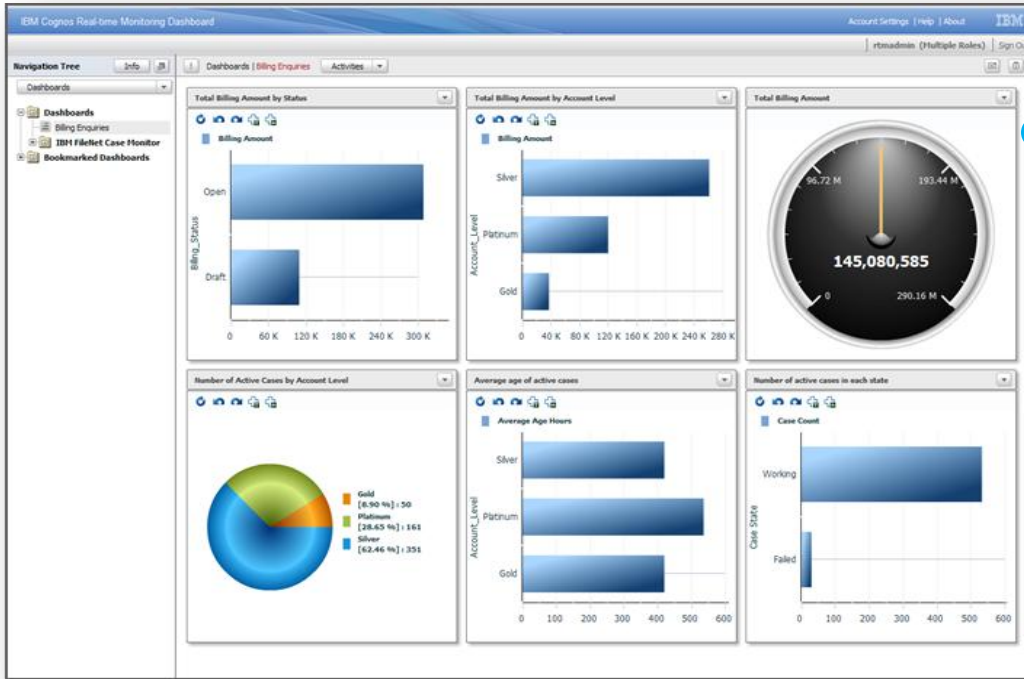 IBM Cognos Real-time Monitoring Dashboard
Account Settings | Help | About
IBM
rtmadmin (Multiple Roles) | Sign Ou
Navigation Tree
Info
! Dashboards | Billing Enquiries
Activities
Dashboards
Dashboards
Billing Enquiries
IBM FileNet Case Monitor
Bookmarked Dashboards
Total Billing Amount by Status
Billing Amount
Billing_Status
Open
Draft
0 60 K 120 K 180 K 240 K 300 K
Total Billing Amount by Account Level
Billing Amount
Account_Level
Silver
Platinum
Gold
0 40 K 80 K 120 K 160 K 200 K 240 K 280 K
Total Billing Amount
96.72 M
193.44 M
145,080,585
0
290.16 M
Number of Active Cases by Account Level
Gold
[8.90 %] : 50
Platinum
[28.65 %] : 161
Silver
[62.46 %] : 351
Average age of active cases
Average Age Hours
Account_Level
Silver
Platinum
Gold
0 100 200 300 400 500 600
Number of active cases in each state
Case Count
Case State
Working
Failed
0 100 200 300 400 500 600